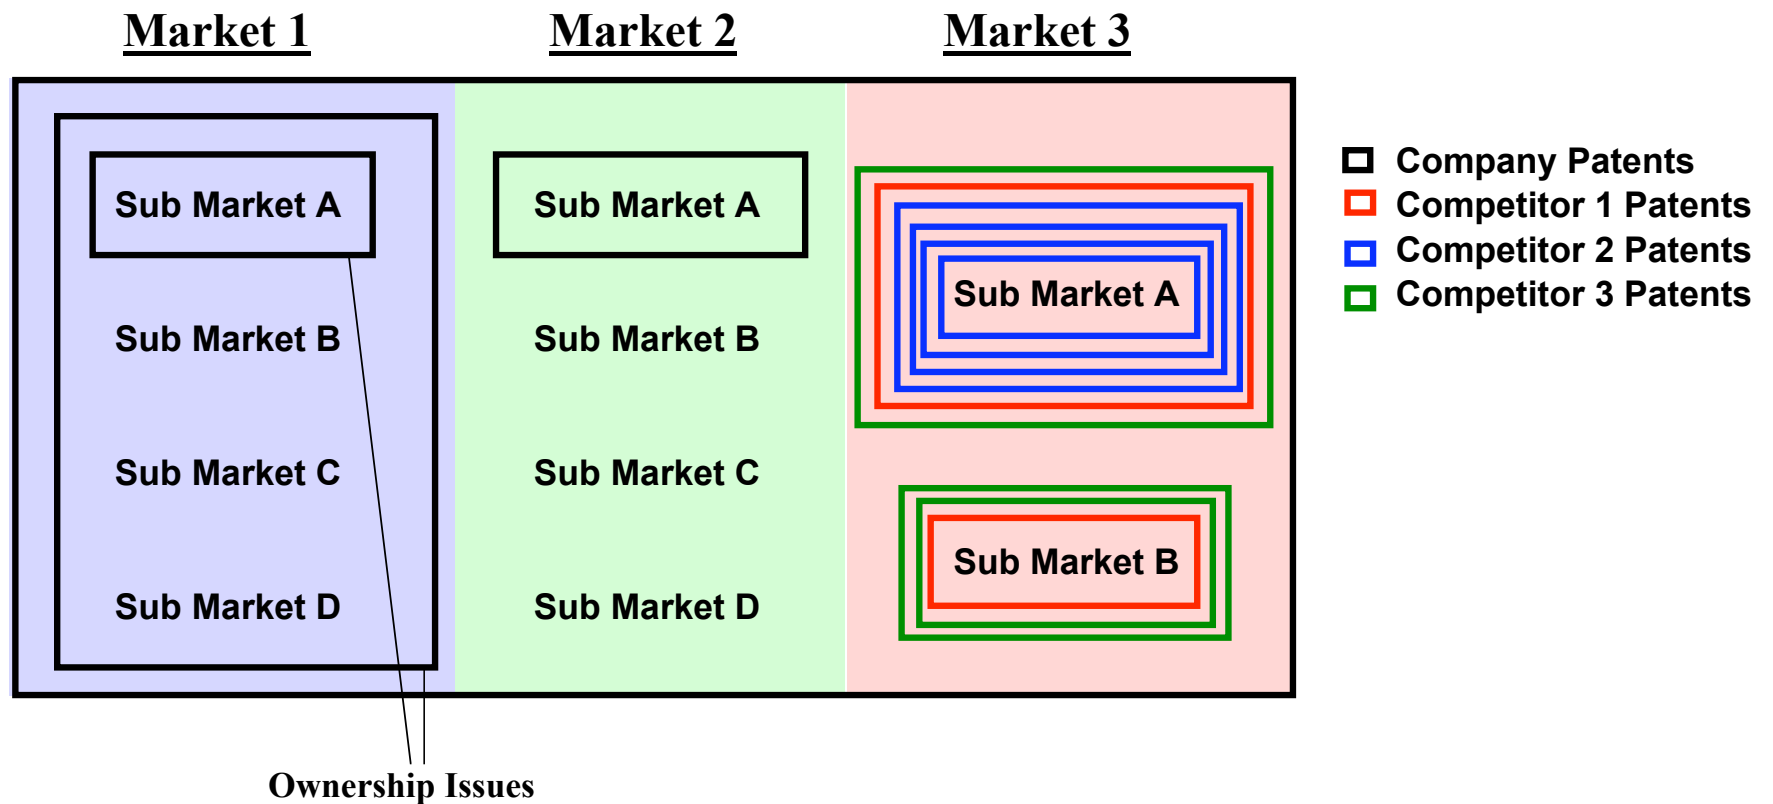 Market 1
Market 2
Market 3
Sub Market A
Sub Market B
Sub Market C
Sub Market D
Sub Market A
Sub Market B
Sub Market C
Sub Market D
Sub Market A
Sub Market B
Company Patents
Competitor 1 Patents
Competitor 2 Patents
Competitor 3 Patents
Ownership Issues